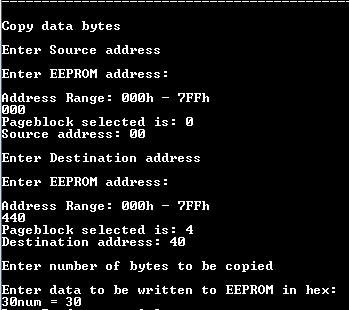 Copy data bytes
Enter Source address
Enter EEPROM address:
Address Range: 000h - 7FFh
000
Pageblock selected is: 0
Source address: 00
Enter Destination address
Enter EEPROM address:
Address Range: 000h - 7FFh
440
Pageblock selected is: 4
Destination address: 40
Enter number of bytes to be copied
Enter data to be written to EEPROM in hex:
30num = 30